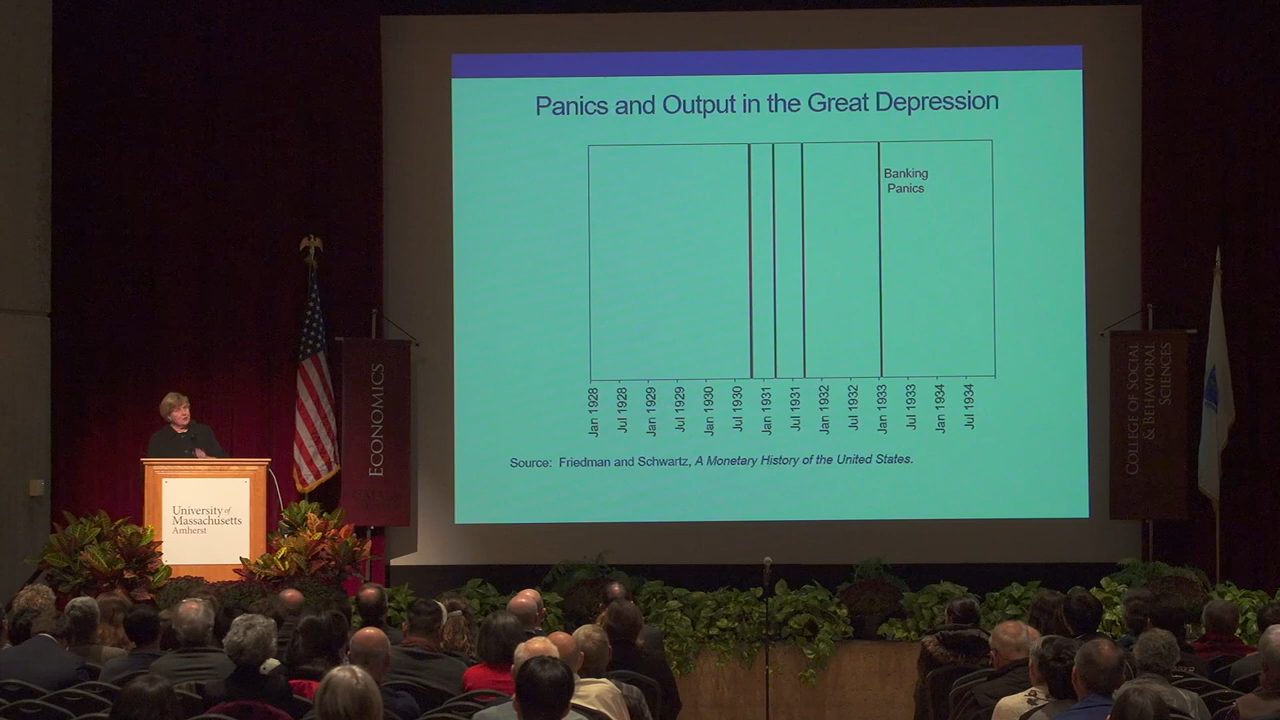 Panics and Output in the Great Depression
Banking
Panics
Jan 1928
Jul 1928
Jan 1929
Jul 1929
Jan 1930
Jul 1930
Jan 1931
Jul 1931
Jan 1932
Jul 1932
Jan 1933
Jul 1933
Jan 1934
Jul 1934
Source: Friedman and Schwartz, A Monetary History of the United States.
ECONOMICS
COLLEGE OF SOCIAL
& BEHAVIORAL
SCIENCES
University of
Massachusetts
Amherst